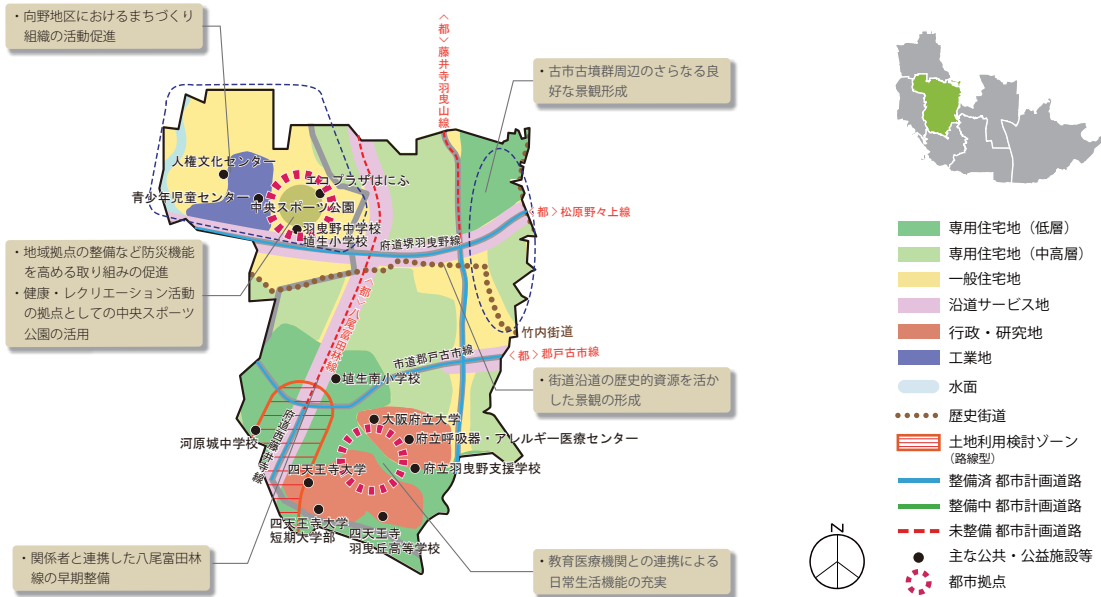 ・向野地区におけるまちづくり
組織の活動促進
〈都〉藤井寺羽曳山線
・古市古墳群周辺のさらなる良
好な景観形成
人権文化センター
エコプラザはにふ
青少年児童センター
中央スポーツ公園
羽曳野中学校
埴生小学校
〈都〉松原野々上線
府道堺羽曳野線
・地域拠点の整備など防災機能
を高める取り組みの促進
・健康・レクリエーション活動
の拠点としての中央スポーツ
公園の活用
〈都〉八尾富田林線
竹内街道
市道郡戸古市線
〈都〉郡戸古市線
埴生南小学校
・街道沿道の歴史的資源を活か
した景観の形成
大阪府立大学
河原城中学校
府道西藤井寺線
府立呼吸器・アレルギー医療センター
四天王寺大学
府立羽曳野支援学校
四天王寺大学
短期大学部
四天王寺
羽曳丘高等学校
・関係者と連携した八尾富田林
線の早期整備
・教育医療機関との連携による
日常生活機能の充実
専用住宅地（低層）
専用住宅地（中高層）
一般住宅地
沿道サービス地
行政・研究地
工業地
水面
歴史街道
土地利用検討ゾーン
（路線型）
整備済 都市計画道路
整備中 都市計画道路
未整備 都市計画道路
主な公共・公益施設等
都市拠点
N